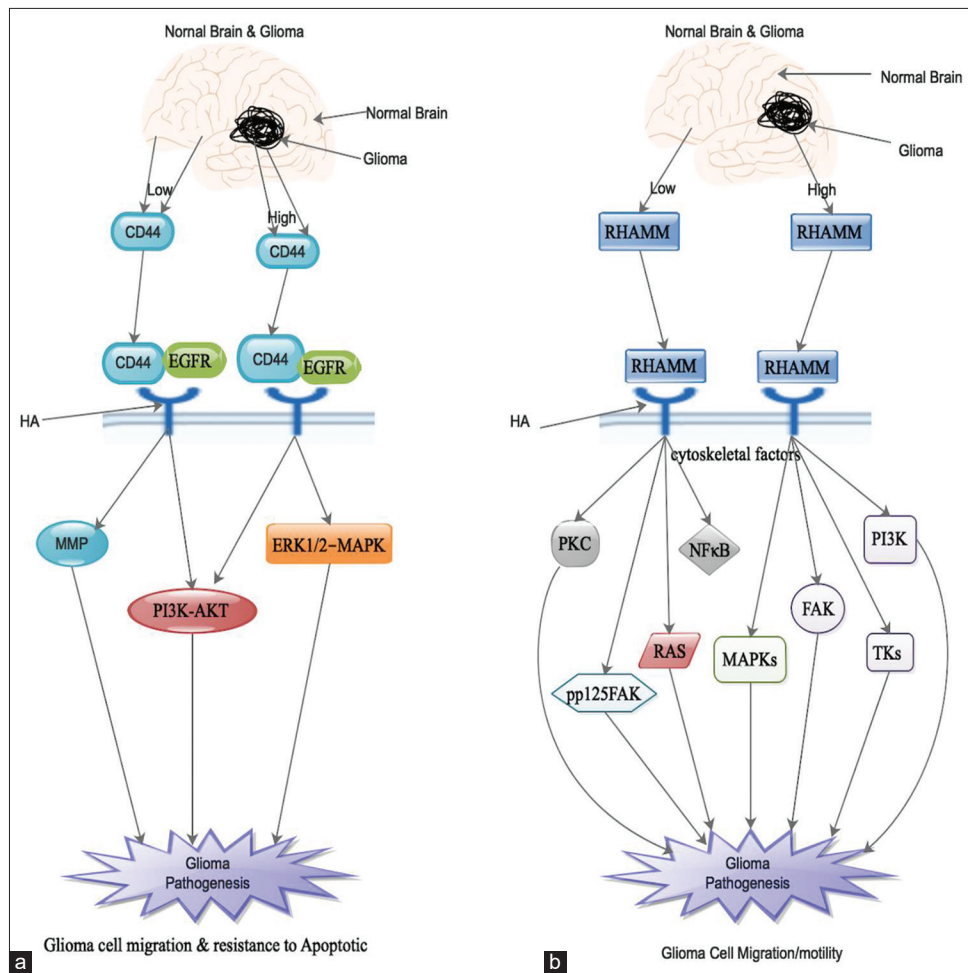 Nornal Brain & Glioma
Normal Brain
Glioma
Low
High
CD44
CD44
CD44
EGFR
CD44
EGFR
HA
MMP
ERK1/2-MAPK
PI3K-AKT
Glioma
Pathogenesis
Glioma cell migration & resistance to Apoptotic
a
Nornal Brain & Glioma
Normal Brain
Glioma
Low
High
RHAMM
RHAMM
RHAMM
RHAMM
HA
cytoskeletal factors
PKC
NFκB
PI3K
FAK
RAS
MAPKs
TKs
pp125FAK
Glioma
Pathogenesis
Glioma Cell Migration/motility
b